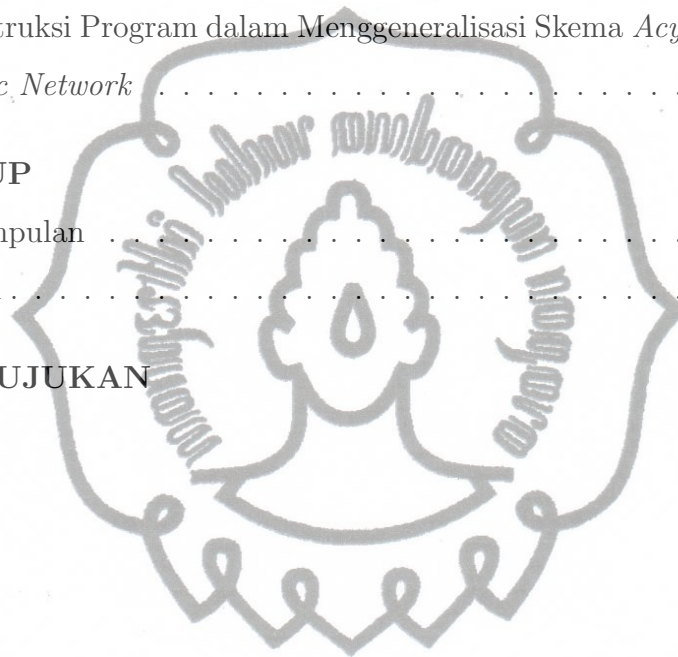 truksi Program dalam Menggeneralisasi Skema Acy
c Network . . . . . . . . . . . . . . . . . . . . . . . . . . .
UP
npulan . . . . . . . . . . . . . . . . . . . . . . . . . . . .
. . . . . . . . . . . . . . . . . . . . . . . . . . . . . . . .
UJUKAN